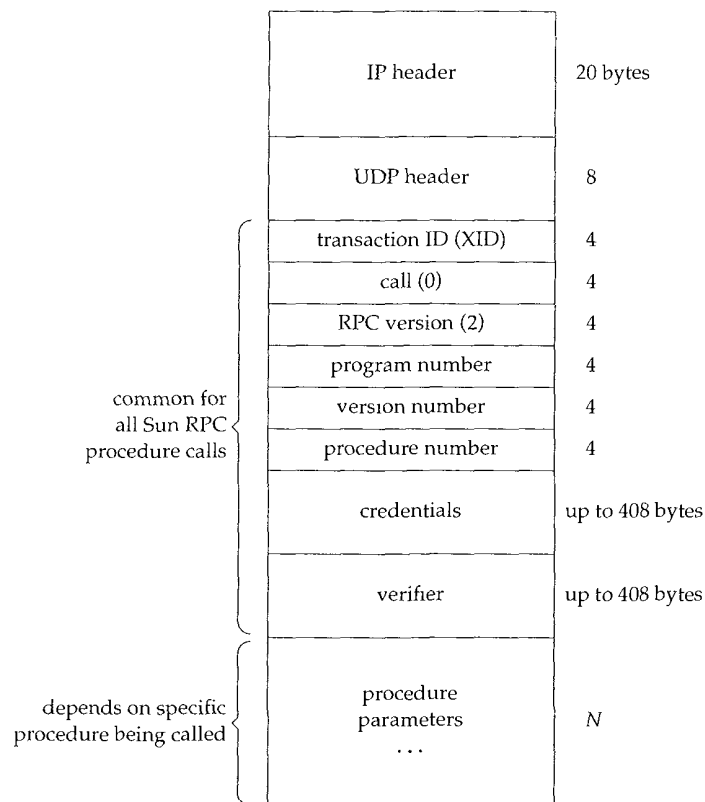 IP header
20 bytes
UDP header
8
transaction ID (XID)
4
call (0)
4
RPC version (2)
4
program number
4
version number
4
procedure number
4
common for
all Sun RPC
procedure calls
credentials
up to 408 bytes
verifier
up to 408 bytes
procedure
parameters
. . .
N
depends on specific
procedure being called